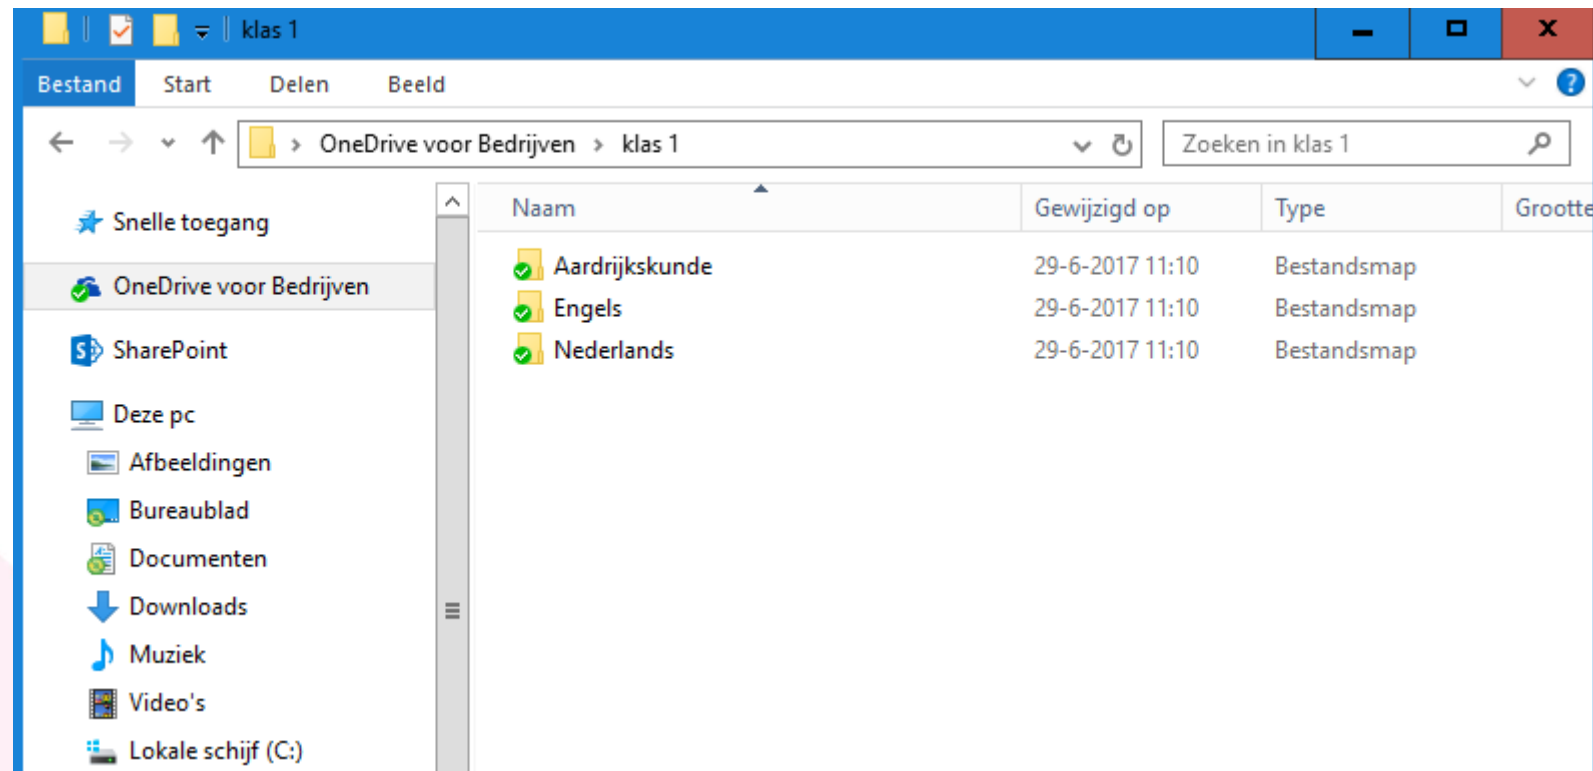 klas 1
Bestand Start Delen Beeld
OneDrive voor Bedrijven > klas 1
Zoeken in klas 1
Snelle toegang
OneDrive voor Bedrijven
SharePoint
Deze pc
Afbeeldingen
Bureaublad
Documenten
Downloads
Muziek
Video's
Lokale schijf (C:)
Naam Gewijzigd op Type Grootte
Aardrijkskunde 29-6-2017 11:10 Bestandsmap
Engels 29-6-2017 11:10 Bestandsmap
Nederlands 29-6-2017 11:10 Bestandsmap